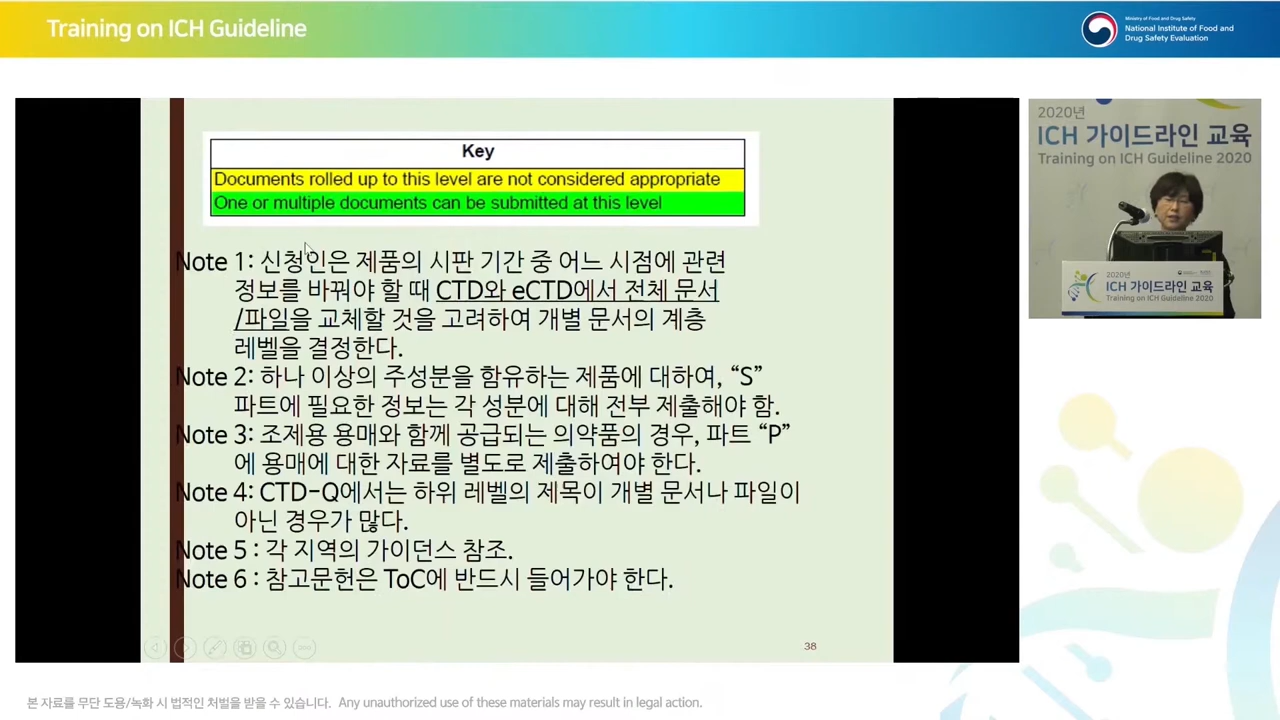 Training on ICH Guideline
Ministry of Food and Drug Safety
National Institute of Food and
Drug Safety Evaluation
Key
Documents rolled up to this level are not considered appropriate
One or multiple documents can be submitted at this level
Note 1: 신청인은 제품의 시판 기간 중 어느 시점에 관련
정보를 바꿔야 할 때 CTD와 eCTD에서 전체 문서
/파일을 교체할 것을 고려하여 개별 문서의 계층
레벨을 결정한다.
Note 2: 하나 이상의 주성분을 함유하는 제품에 대하여, “S”
파트에 필요한 정보는 각 성분에 대해 전부 제출해야 함.
Note 3: 조제용 용매와 함께 공급되는 의약품의 경우, 파트 “P”
에 용매에 대한 자료를 별도로 제출하여야 한다.
Note 4: CTD-Q에서는 하위 레벨의 제목이 개별 문서나 파일이
아닌 경우가 많다.
Note 5 : 각 지역의 가이던스 참조.
Note 6 : 참고문헌은 ToC에 반드시 들어가야 한다.
38
2020년
ICH 가이드라인 교육
Training on ICH Guideline 2020
2020년
ICH 가이드라인 교육
Training on ICH Guideline 2020
본 자료를 무단 도용/녹화 시 법적인 처벌을 받을 수 있습니다. Any unauthorized use of these materials may result in legal action.